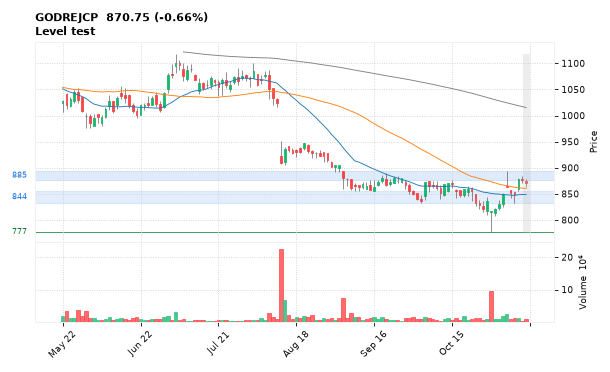 GODREJCP 870.75 (-0.66%)
Level test
1100
1050
1000
950
900
850
800
Price
885
844
777
20
10
Volume 10⁴
May 22
Jun 22
Jul 21
Aug 18
Sep 16
Oct 15